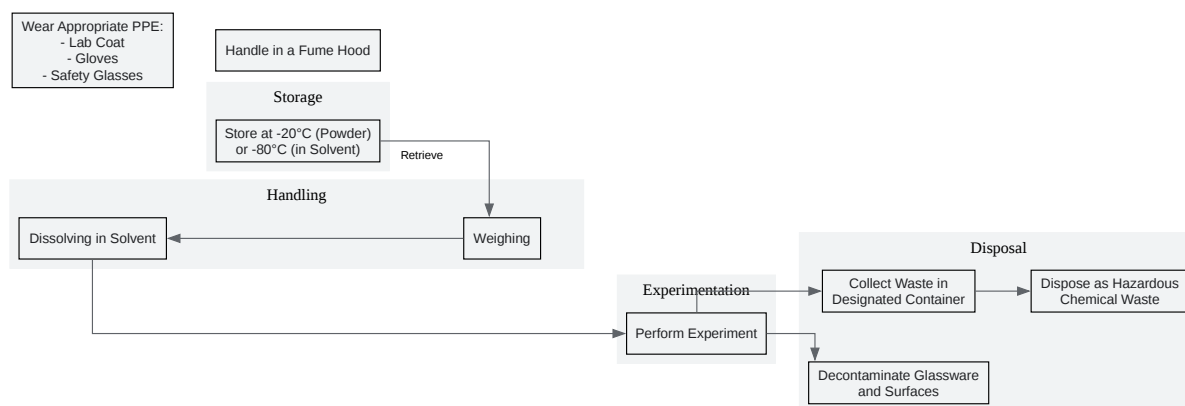 Wear Appropriate PPE:
- Lab Coat
- Gloves
- Safety Glasses
Handle in a Fume Hood
Storage
Store at -20°C (Powder)
or -80°C (in Solvent)
Retrieve
Handling
Dissolving in Solvent
Weighing
Experimentation
Perform Experiment
Disposal
Collect Waste in
Designated Container
Dispose as Hazardous
Chemical Waste
Decontaminate Glassware
and Surfaces